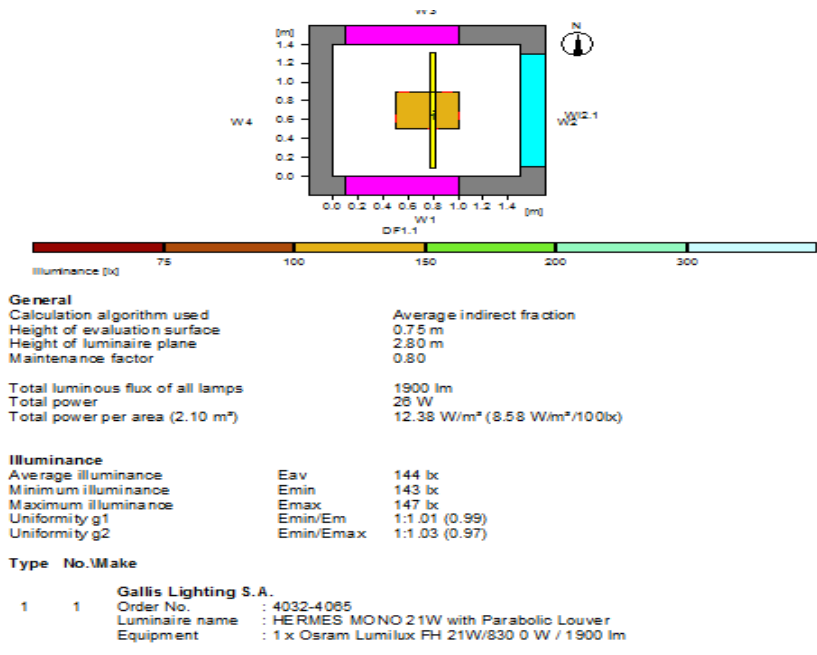 W3
[m]
1.4
1.2
1.0
0.8
0.6
0.4
0.2
0.0
N
W4
W2
WI2.1
0.0 0.2 0.4 0.6 0.8 1.0 1.2 1.4 [m]
W1
DF1.1
75 100 150 200 300
Illuminance [lx]
General
Calculation algorithm used Average indirect fraction
Height of evaluation surface 0.75 m
Height of luminaire plane 2.80 m
Maintenance factor 0.80
Total luminous flux of all lamps 1900 lm
Total power 26 W
Total power per area (2.10 m²) 12.38 W/m² (8.58 W/m²/100lx)
Illuminance
Average illuminance Eav 144 lx
Minimum illuminance Emin 143 lx
Maximum illuminance Emax 147 lx
Uniformity g1 Emin/Em 1:1.01 (0.99)
Uniformity g2 Emin/Emax 1:1.03 (0.97)
Type No.\Make
Gallis Lighting S.A.
1 1 Order No. : 4032-4065
Luminaire name : HERMES MONO 21W with Parabolic Louver
Equipment : 1 x Osram Lumilux FH 21W/830 0 W / 1900 lm